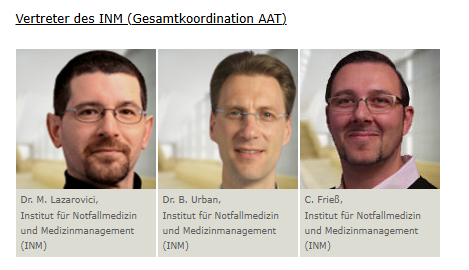 Vertreter des INM (Gesamtkoordination AAT)
Dr. M. Lazarovici,
Institut für Notfallmedizin
und Medizinmanagement
(INM)
Dr. B. Urban,
Institut für Notfallmedizin
und Medizinmanagement
(INM)
C. Frieß,
Institut für Notfallmedizin
und Medizinmanagement
(INM)